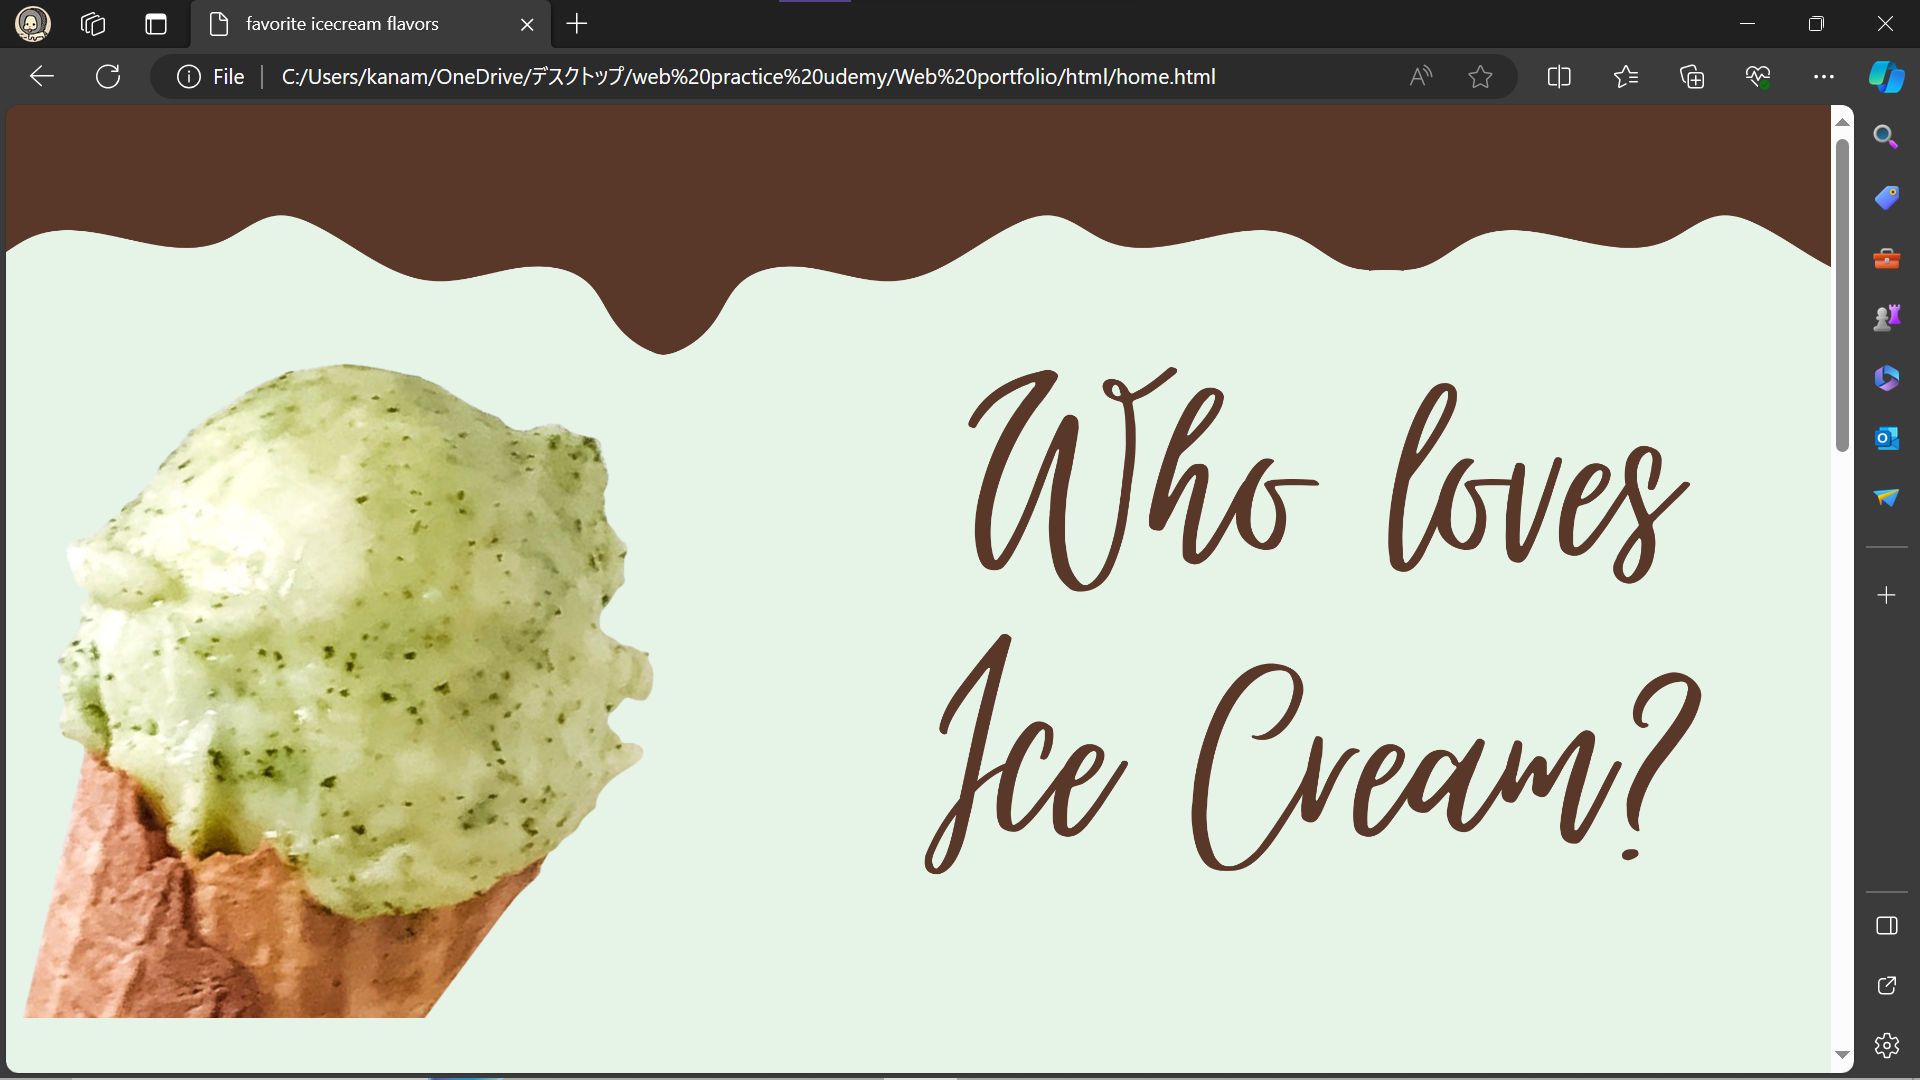 favorite icecream flavors
File
C:/Users/kanam/OneDrive/デスクトップ/web%20practice%20udemy/Web%20portfolio/html/home.html
Who loves
Ice Cream?